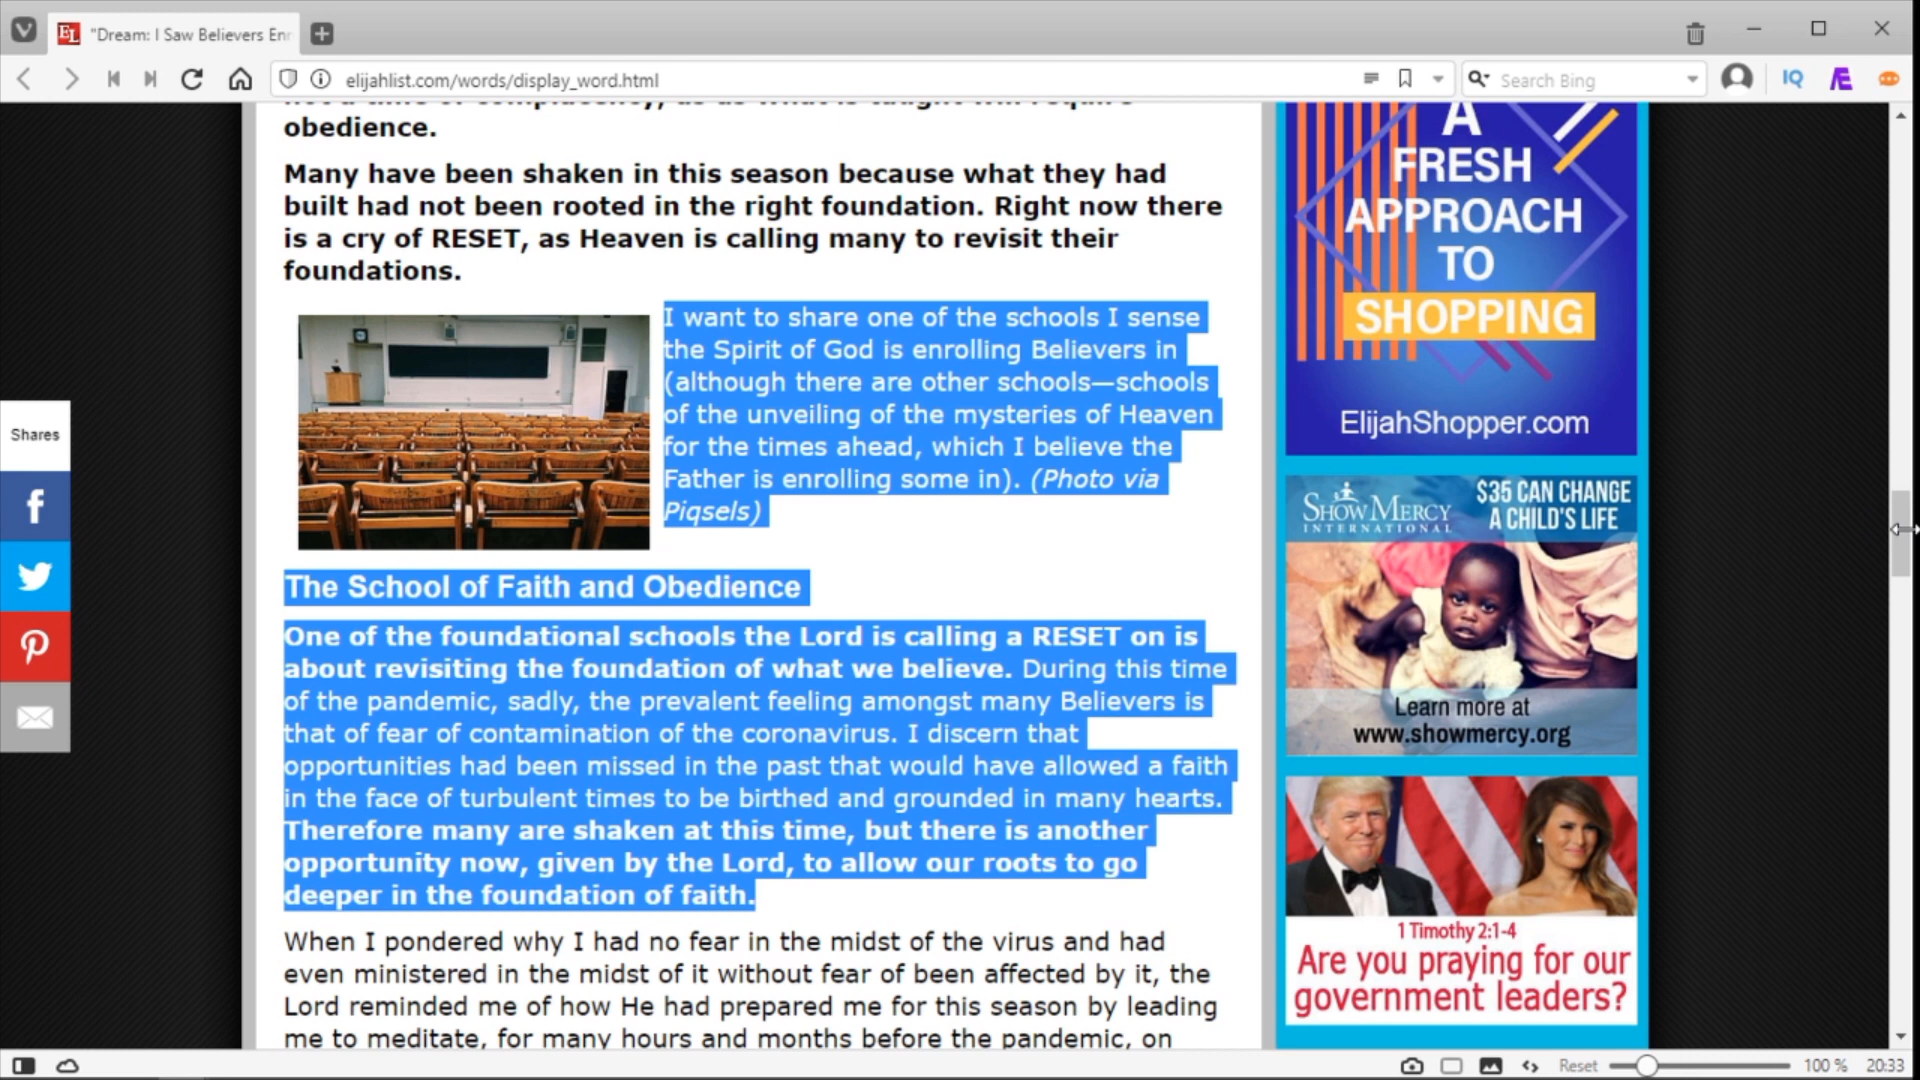 "Dream: I Saw Believers Enr
elijahlist.com/words/display_word.html
Search Bing
IQ
obedience.
Many have been shaken in this season because what they had
built had not been rooted in the right foundation. Right now there
is a cry of RESET, as Heaven is calling many to revisit their
foundations.
I want to share one of the schools I sense
the Spirit of God is enrolling Believers in
(although there are other schools—schools
of the unveiling of the mysteries of Heaven
for the times ahead, which I believe the
Father is enrolling some in). (Photo via
Piqsels)
The School of Faith and Obedience
One of the foundational schools the Lord is calling a RESET on is
about revisiting the foundation of what we believe. During this time
of the pandemic, sadly, the prevalent feeling amongst many Believers is
that of fear of contamination of the coronavirus. I discern that
opportunities had been missed in the past that would have allowed a faith
in the face of turbulent times to be birthed and grounded in many hearts.
Therefore many are shaken at this time, but there is another
opportunity now, given by the Lord, to allow our roots to go
deeper in the foundation of faith.
When I pondered why I had no fear in the midst of the virus and had
even ministered in the midst of it without fear of been affected by it, the
Lord reminded me of how He had prepared me for this season by leading
me to meditate, for many hours and months before the pandemic, on
Shares
A
FRESH
APPROACH
TO
SHOPPING
ElijahShopper.com
SHOW MERCY
INTERNATIONAL
$35 CAN CHANGE
A CHILD'S LIFE
Learn more at
www.showmercy.org
1 Timothy 2:1-4
Are you praying for our
government leaders?
Reset
100 %
20:33